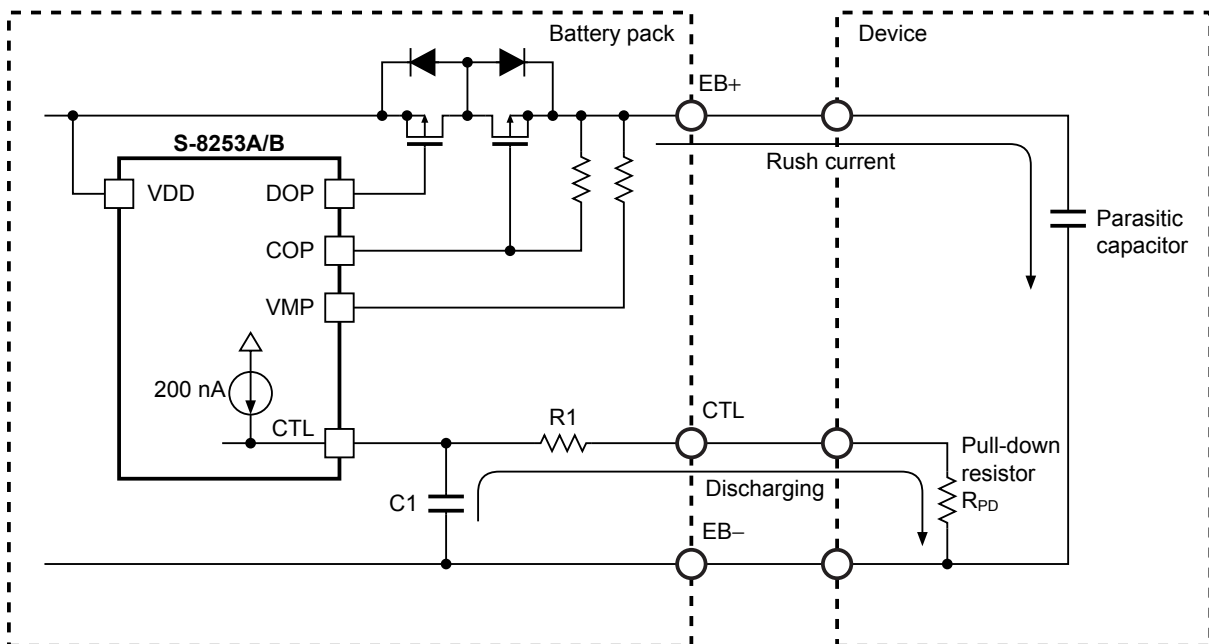 Battery pack
Device
EB+
S-8253A/B
Rush current
VDD
DOP
COP
VMP
Parasitic
capacitor
200 nA
CTL
R1
CTL
Pull-down
resistor
RPD
C1
Discharging
EB−